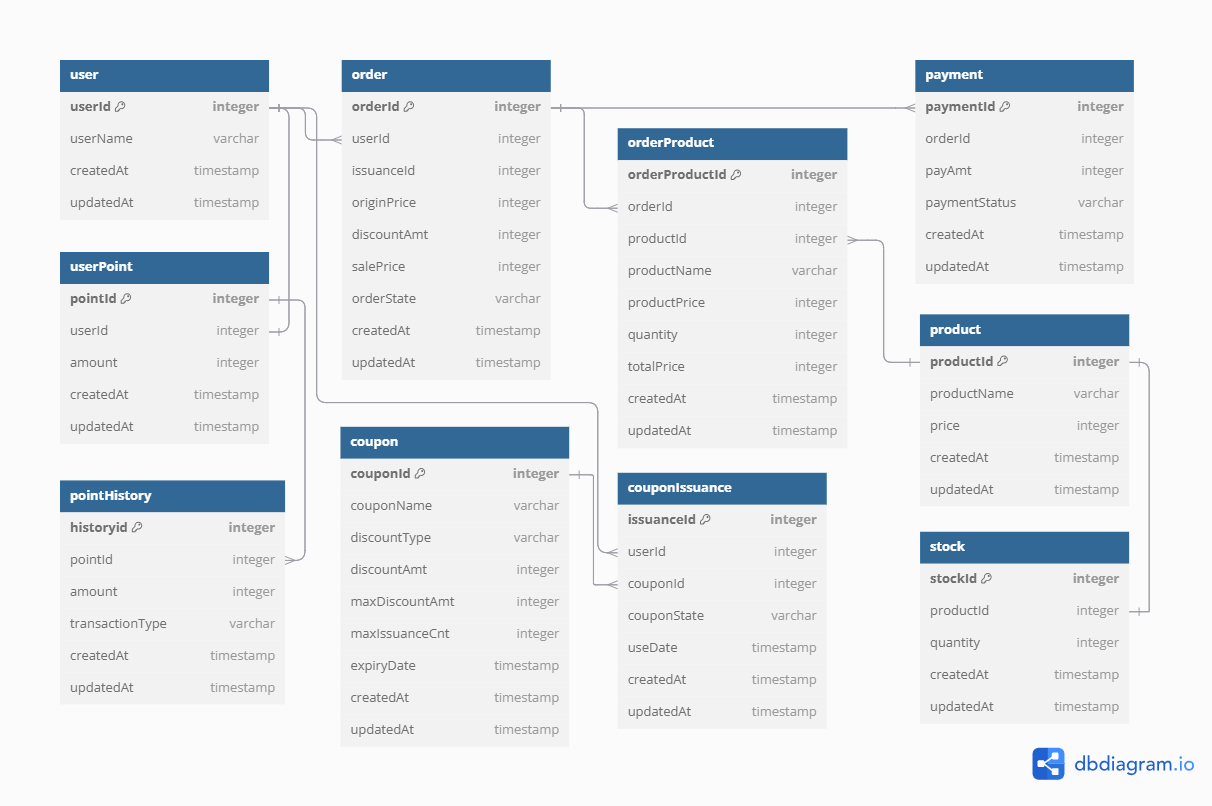 user
userId integer
userName varchar
createdAt timestamp
updatedAt timestamp
userPoint
pointId integer
userId integer
amount integer
createdAt timestamp
updatedAt timestamp
pointHistory
historyid integer
pointId integer
amount integer
transactionType varchar
createdAt timestamp
updatedAt timestamp
order
orderId integer
userId integer
issuanceId integer
originPrice integer
discountAmt integer
salePrice integer
orderState varchar
createdAt timestamp
updatedAt timestamp
coupon
couponId integer
couponName varchar
discountType varchar
discountAmt integer
maxDiscountAmt integer
maxIssuanceCnt integer
expiryDate timestamp
createdAt timestamp
updatedAt timestamp
orderProduct
orderProductId integer
orderId integer
productId integer
productName varchar
productPrice integer
quantity integer
totalPrice integer
createdAt timestamp
updatedAt timestamp
couponIssuance
issuanceId integer
userId integer
couponId integer
couponState varchar
useDate timestamp
createdAt timestamp
updatedAt timestamp
payment
paymentId integer
orderId integer
payAmt integer
paymentStatus varchar
createdAt timestamp
updatedAt timestamp
product
productId integer
productName varchar
price integer
createdAt timestamp
updatedAt timestamp
stock
stockId integer
productId integer
quantity integer
createdAt timestamp
updatedAt timestamp
dbdiagram.io